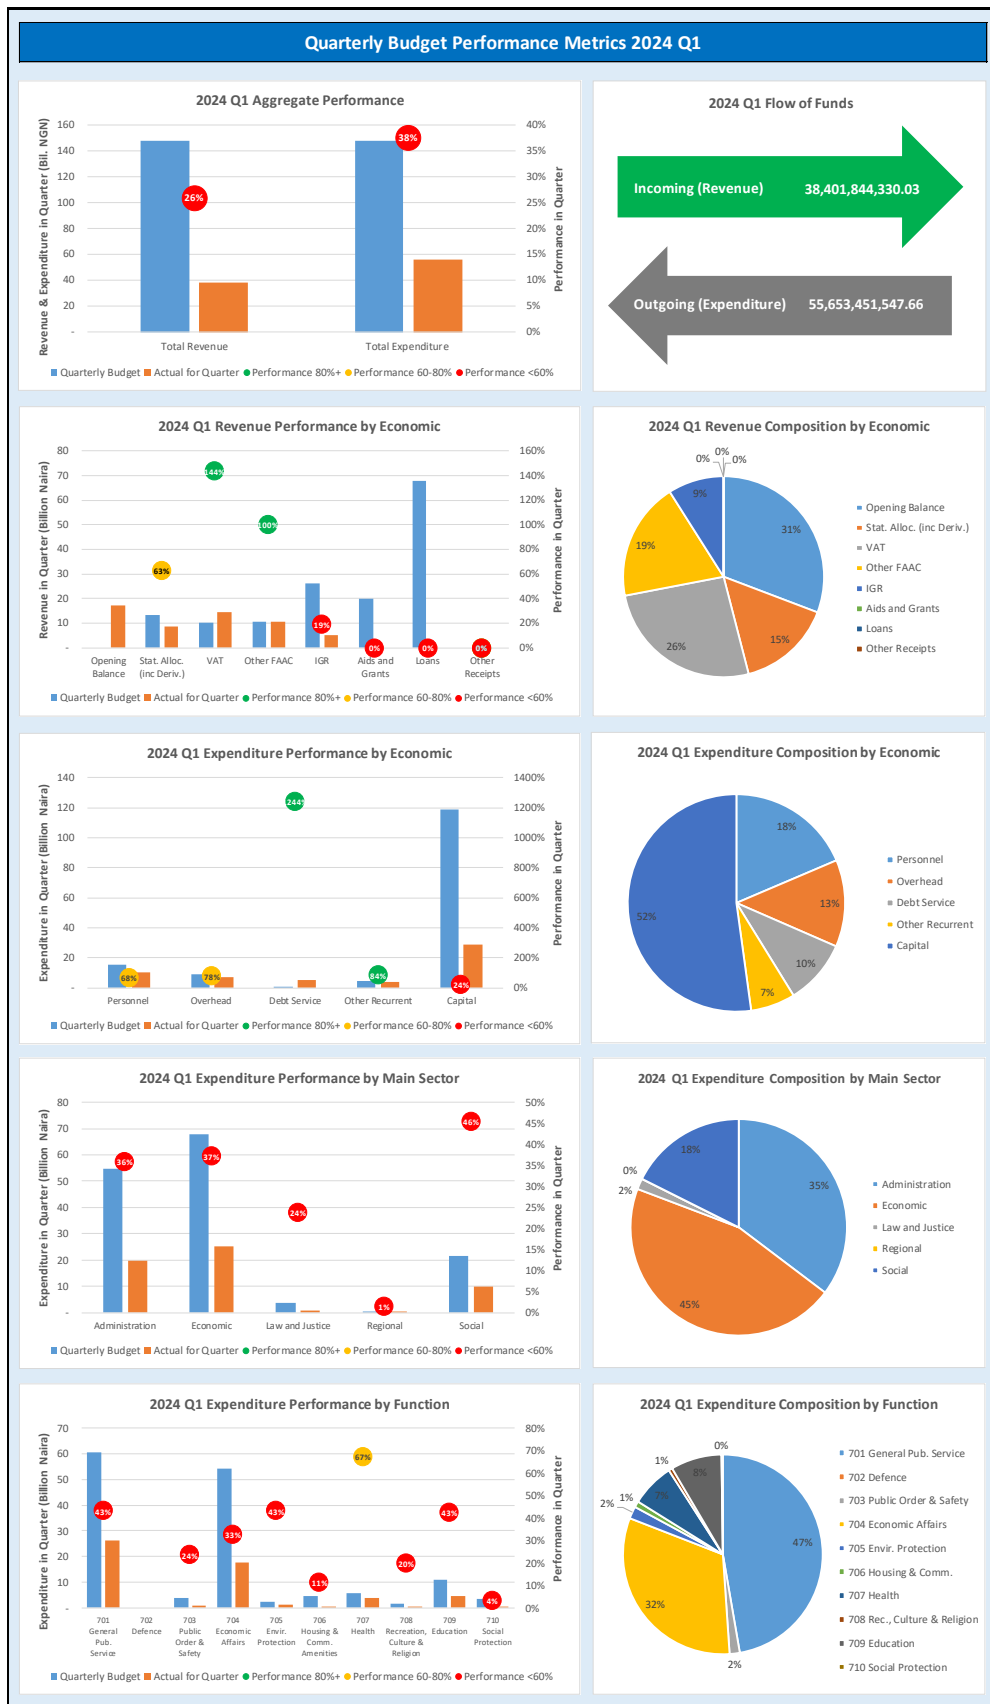 Quarterly Budget Performance Metrics 2024 Q1
2024 Q1 Aggregate Performance
Revenue & Expenditure in Quarter (Bil. NGN)
160
140
120
100
80
60
40
20
-
26%
38%
40%
35%
30%
25%
20%
15%
10%
5%
0%
Performance in Quarter
Total Revenue
Total Expenditure
Quarterly Budget Actual for Quarter Performance 80%+ Performance 60-80% Performance <60%
2024 Q1 Flow of Funds
Incoming (Revenue) 38,401,844,330.03
Outgoing (Expenditure) 55,653,451,547.66
2024 Q1 Revenue Performance by Economic
Revenue in Quarter (Billion Naira)
80
70
60
50
40
30
20
10
-
63%
144%
100%
19%
0%
0%
0%
160%
140%
120%
100%
80%
60%
40%
20%
0%
Performance in Quarter
Opening
Balance
Stat. Alloc.
(inc Deriv.)
VAT
Other FAAC
IGR
Aids and
Grants
Loans
Other
Receipts
Quarterly Budget Actual for Quarter Performance 80%+ Performance 60-80% Performance <60%
2024 Q1 Revenue Composition by Economic
0%
0%
0%
9%
31%
19%
15%
26%
Opening Balance
Stat. Alloc. (inc Deriv.)
VAT
Other FAAC
IGR
Aids and Grants
Loans
Other Receipts
2024 Q1 Expenditure Performance by Economic
Expenditure in Quarter (Billion Naira)
140
120
100
80
60
40
20
-
68%
78%
84%
24%
1400%
1200%
1000%
800%
600%
400%
200%
0%
Performance in Quarter
Personnel
Overhead
Debt Service
Other Recurrent
Capital
Quarterly Budget Actual for Quarter Performance 80%+ Performance 60-80% Performance <60%
2024 Q1 Expenditure Composition by Economic
18%
13%
52%
10%
7%
Personnel
Overhead
Debt Service
Other Recurrent
Capital
2024 Q1 Expenditure Performance by Main Sector
Expenditure in Quarter (Billion Naira)
80
70
60
50
40
30
20
10
-
36%
37%
24%
1%
46%
50%
45%
40%
35%
30%
25%
20%
15%
10%
5%
0%
Performance in Quarter
Administration
Economic
Law and Justice
Regional
Social
Quarterly Budget Actual for Quarter Performance 80%+ Performance 60-80% Performance <60%
2024 Q1 Expenditure Composition by Main Sector
18%
0%
2%
35%
45%
Administration
Economic
Law and Justice
Regional
Social
2024 Q1 Expenditure Performance by Function
Expenditure in Quarter (Billion Naira)
70
60
50
40
30
20
10
-
43%
24%
33%
43%
11%
67%
20%
43%
4%
80%
70%
60%
50%
40%
30%
20%
10%
0%
Performance in Quarter
701
General
Pub.
Service
702
Defence
703
Public
Order &
Safety
704
Economic
Affairs
705
Envir.
Protection
706
Housing &
Comm.
Amenities
707
Health
708
Recreation,
Culture &
Religion
709
Education
710
Social
Protection
Quarterly Budget Actual for Quarter Performance 80%+ Performance 60-80% Performance <60%
2024 Q1 Expenditure Composition by Function
0%
1%
8%
7%
1%
2%
47%
32%
2%
701 General Pub. Service
702 Defence
703 Public Order & Safety
704 Economic Affairs
705 Envir. Protection
706 Housing & Comm.
707 Health
708 Rec., Culture & Religion
709 Education
710 Social Protection